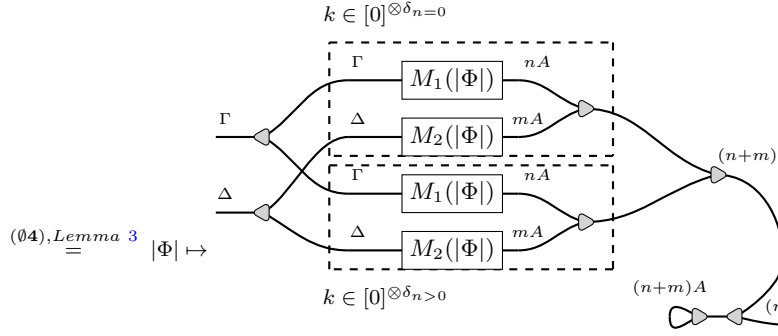 k ∈ [0]^{⊗δ_{n=0}}
Γ M_1(|Φ|) nA
Γ Δ M_2(|Φ|) mA
(n+m)
Δ Γ M_1(|Φ|) nA
Δ M_2(|Φ|) mA
(∅4),Lemma 3
= |Φ| ↦
k ∈ [0]^{⊗δ_{n>0}}
(n+m)A